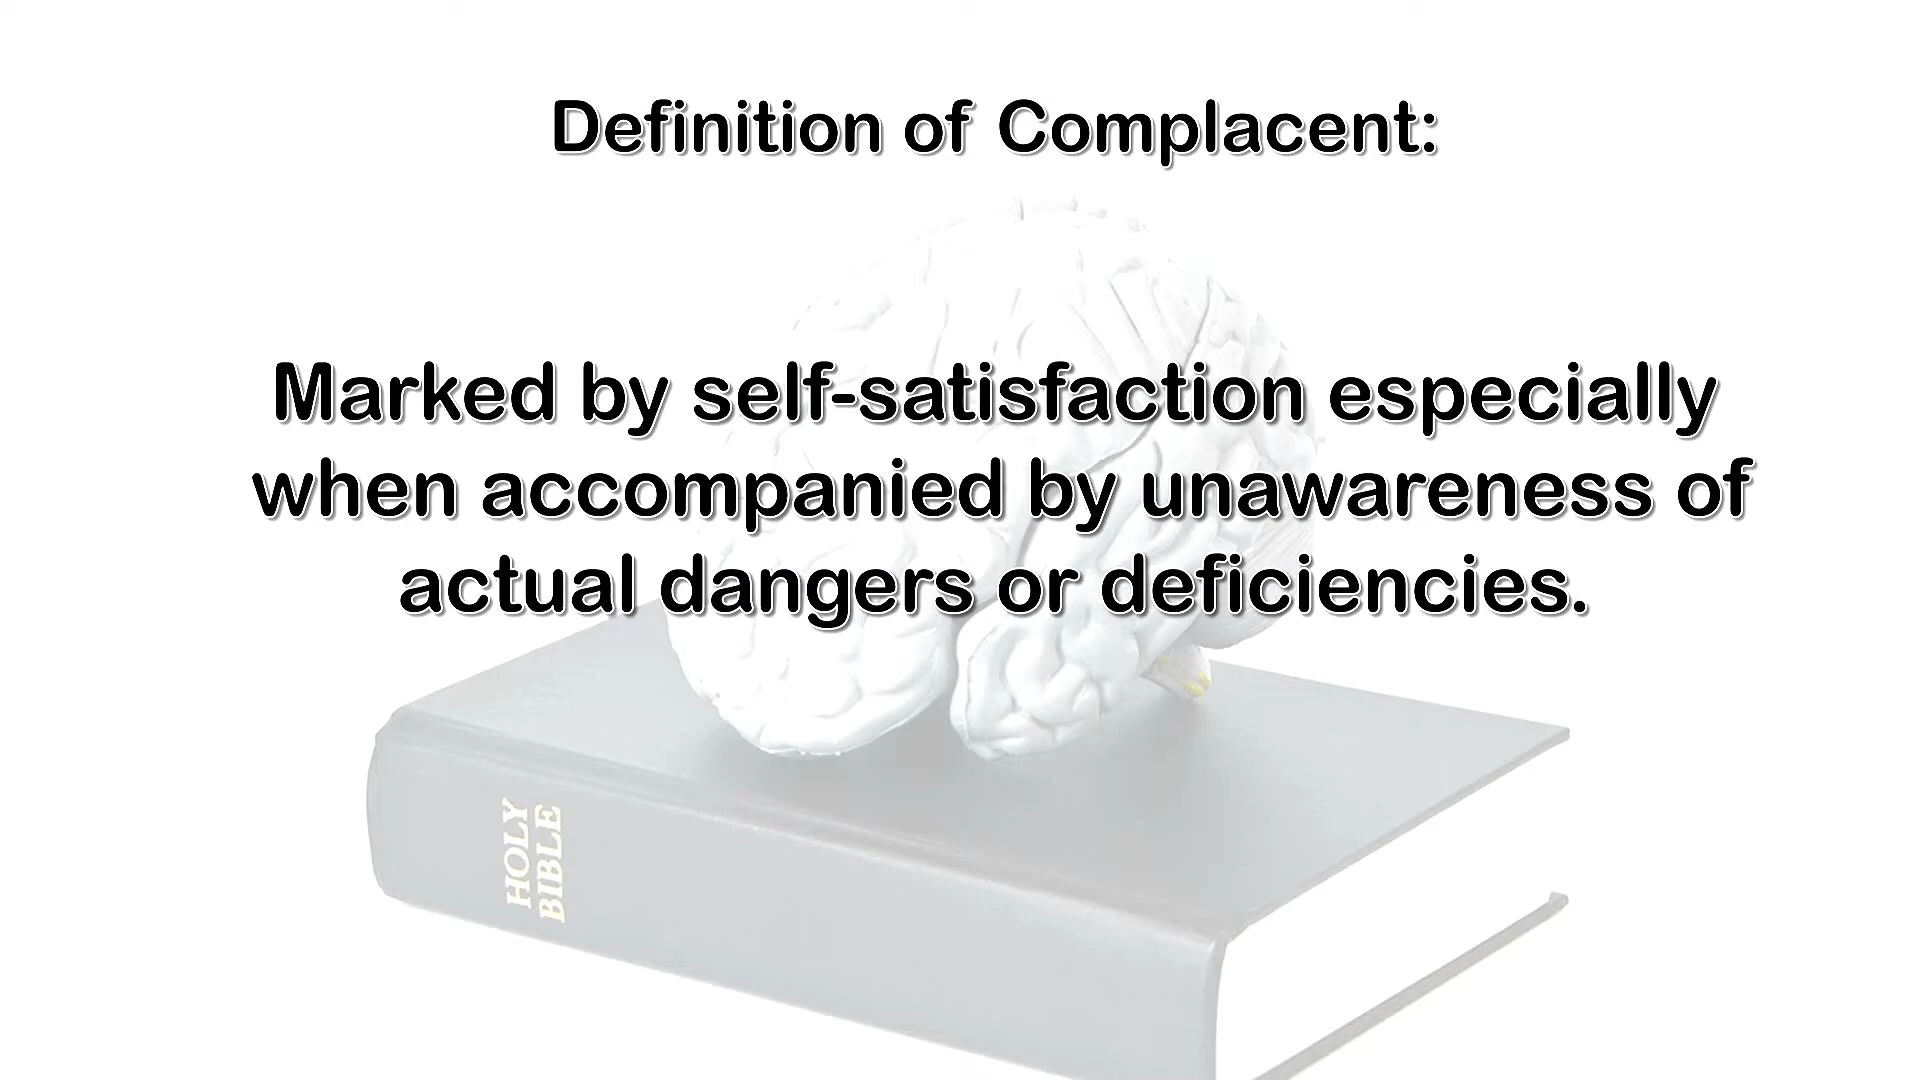 Definition of Complacent:
Marked by self-satisfaction especially
when accompanied by unawareness of
actual dangers or deficiencies.
HOLY
BIBLE